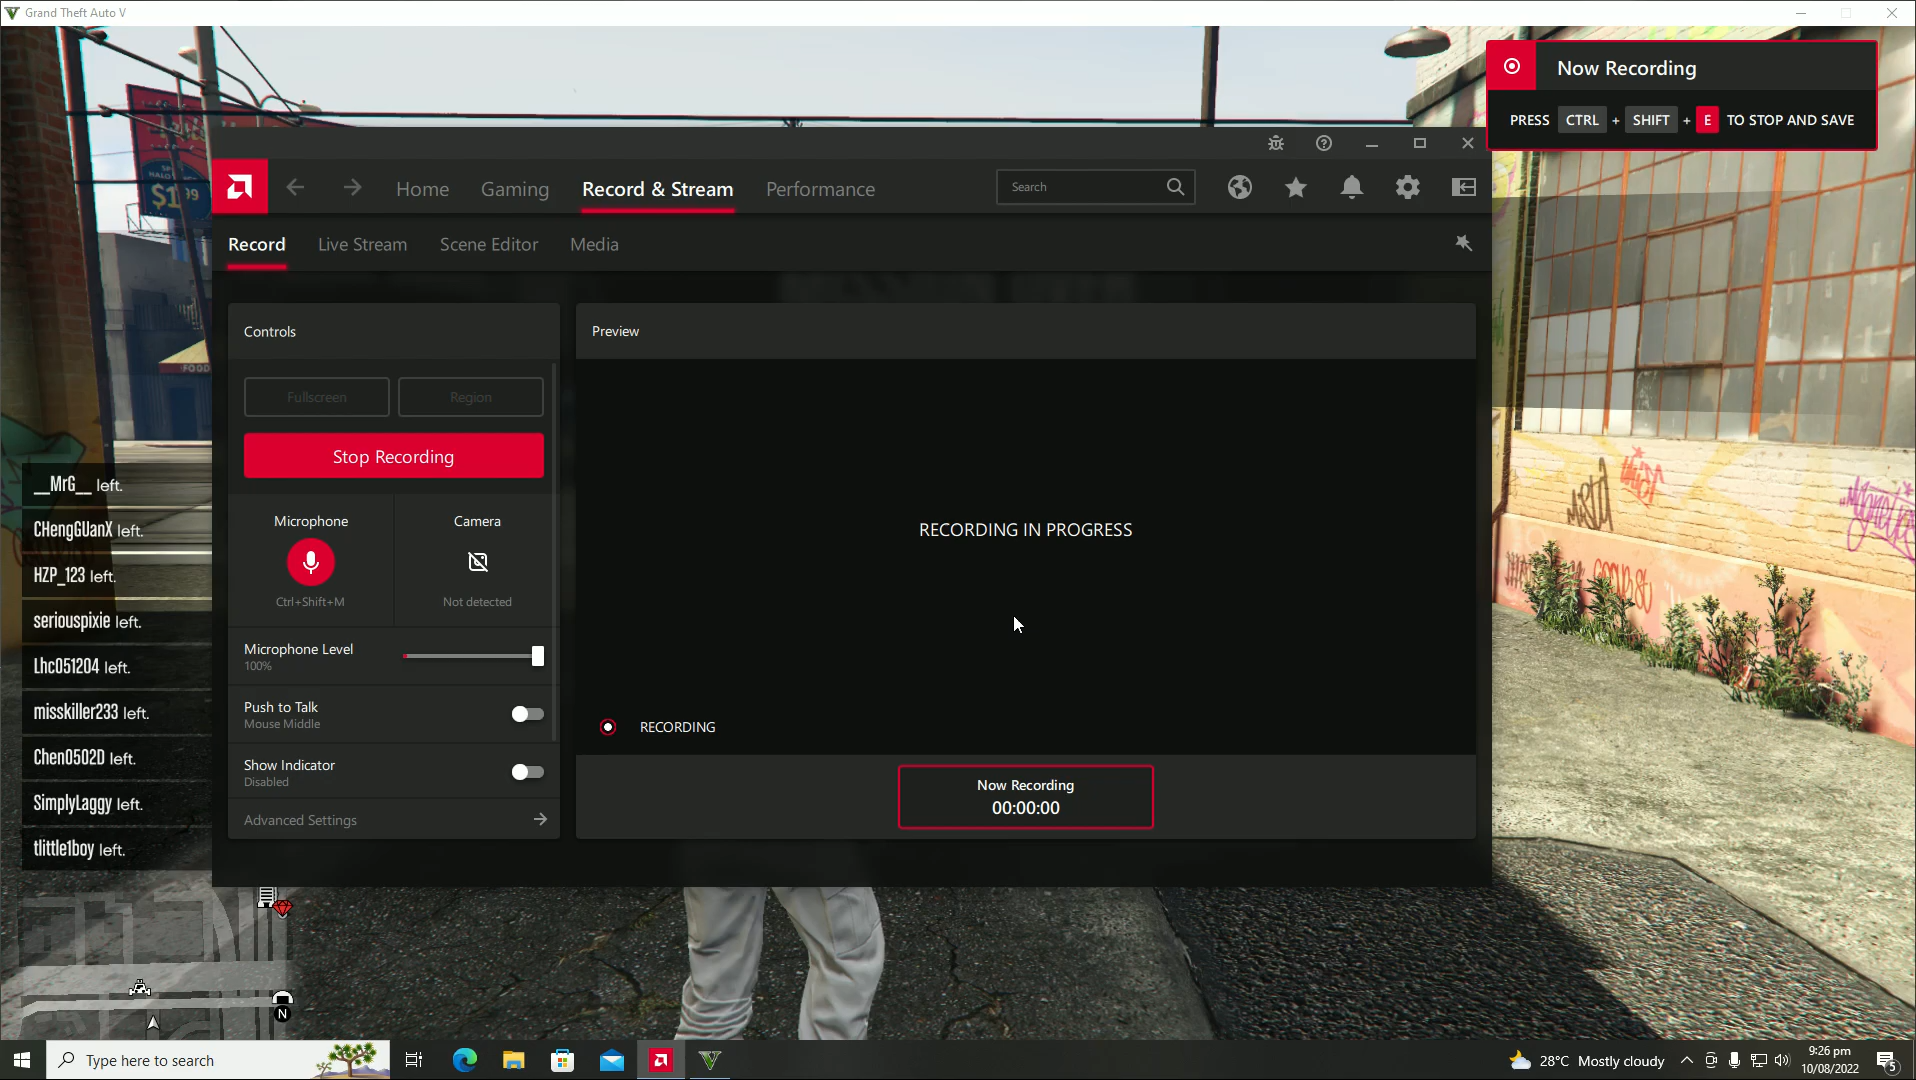 Grand Theft Auto V
Now Recording
PRESS CTRL + SHIFT + E TO STOP AND SAVE
Home Gaming Record & Stream Performance
Search
Record Live Stream Scene Editor Media
Controls
Fullscreen Region
Stop Recording
Microphone
Ctrl+Shift+M
Camera
Not detected
Microphone Level
100%
Push to Talk
Mouse Middle
Show Indicator
Disabled
Advanced Settings
Preview
RECORDING IN PROGRESS
RECORDING
Now Recording
00:00:00
$1.99
FOOD
__MrG__ left.
CHengGUanX left.
HZP_123 left.
seriouspixie left.
Lhc051204 left.
misskiller233 left.
Chen0502D left.
SimplyLaggy left.
tlittle1boy left.
N
Type here to search
28°C Mostly cloudy
9:26 pm
10/08/2022
5